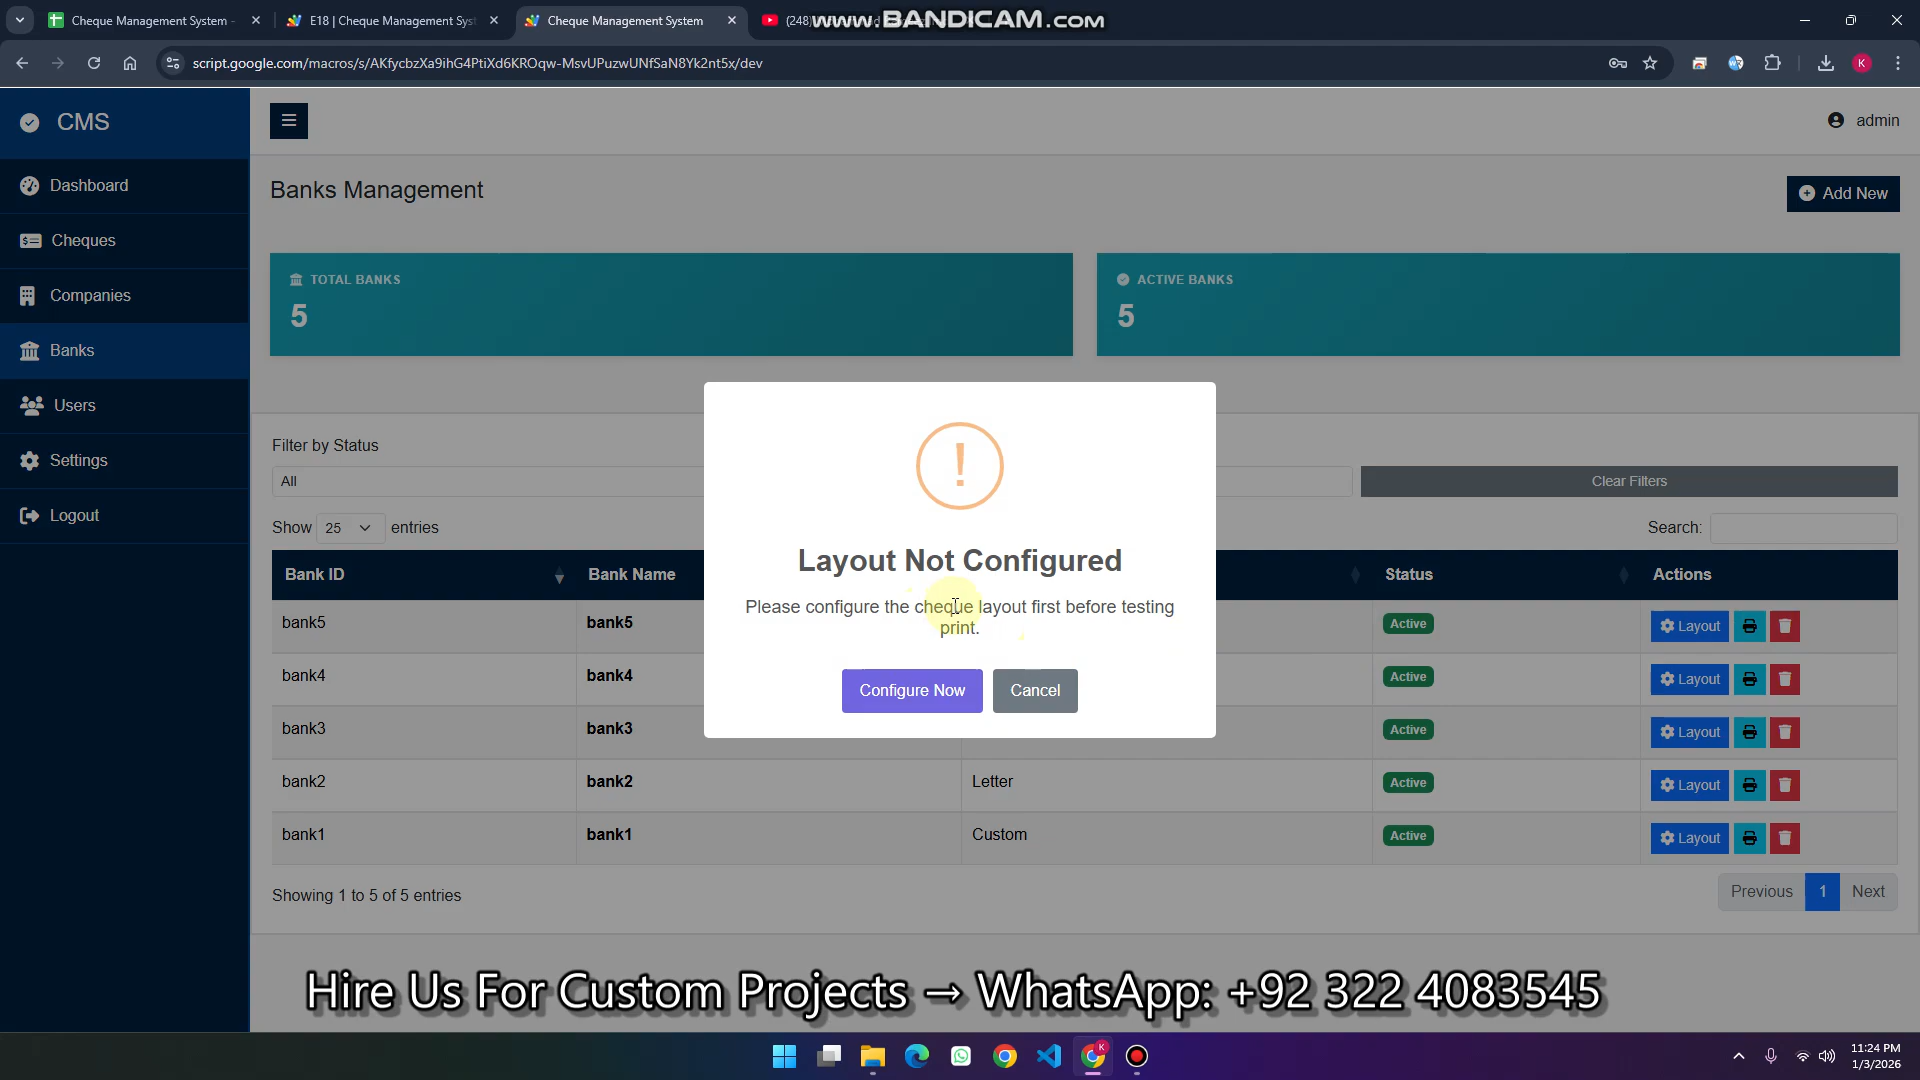 Cheque Management System -
E18 | Cheque Management Sys
Cheque Management System
(248)
www.BANDICAM.com
script.google.com/macros/s/AKfycbzXa9ihG4PtiXd6KROqw-MsvUPuzwUNfSaN8Yk2nt5x/dev
K
CMS
admin
Dashboard
Cheques
Companies
Banks
Users
Settings
Logout
Banks Management
Add New
TOTAL BANKS
5
ACTIVE BANKS
5
Filter by Status
All
Clear Filters
Show 25 entries
Search:
Bank ID
Bank Name
Status
Actions
bank5 bank5 Active Layout
bank4 bank4 Active Layout
bank3 bank3 Active Layout
bank2 bank2 Letter Active Layout
bank1 bank1 Custom Active Layout
Showing 1 to 5 of 5 entries
Previous 1 Next
!
Layout Not Configured
Please configure the cheque layout first before testing
print.
Configure Now
Cancel
Hire Us For Custom Projects → WhatsApp: +92 322 4083545
K
11:24 PM
1/3/2026